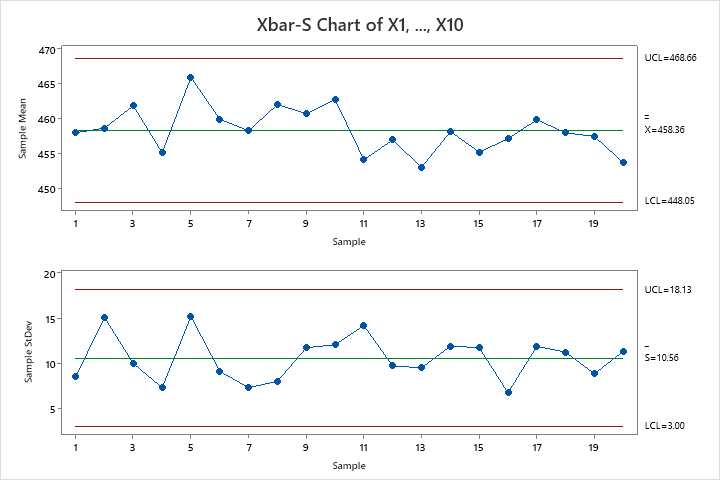 Xbar-S Chart of X1, ..., X10
470
465
460
455
450
Sample Mean
UCL=468.66
=
X=458.36
LCL=448.05
1 3 5 7 9 11 13 15 17 19
Sample
20
15
10
5
Sample StDev
UCL=18.13
–
S=10.56
LCL=3.00
1 3 5 7 9 11 13 15 17 19
Sample